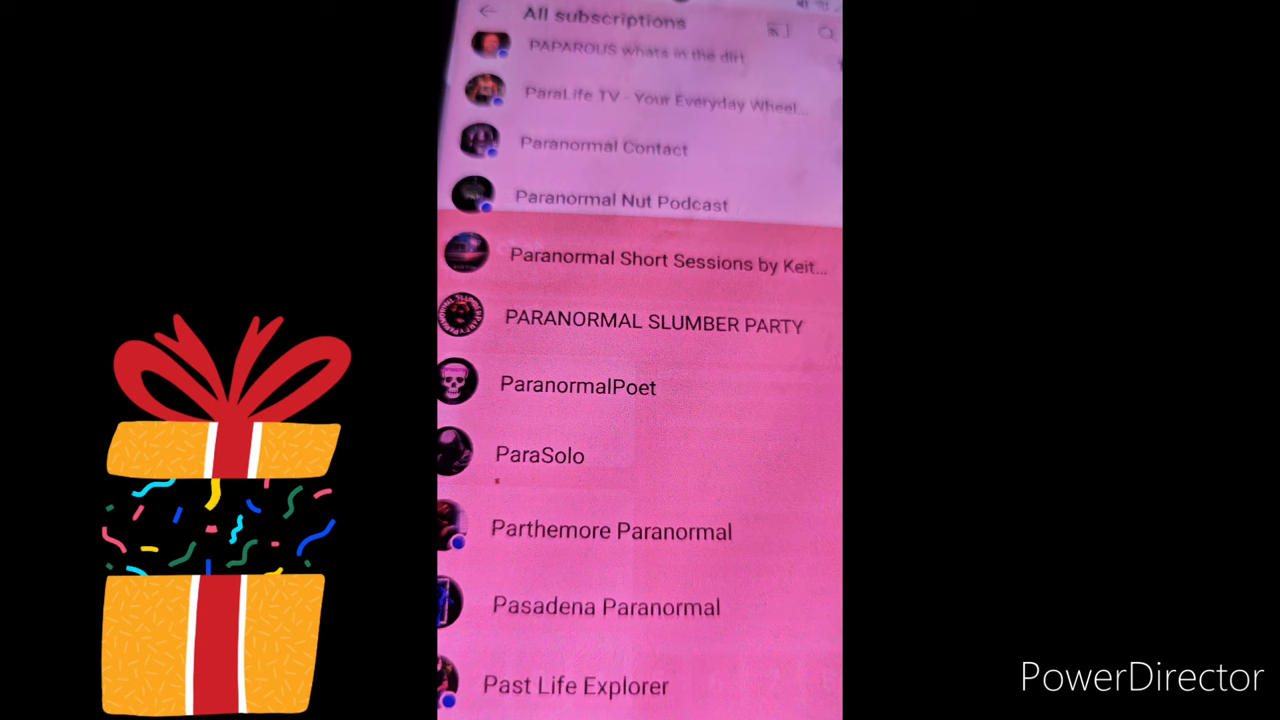 All subscriptions
PAPAROUS whats in the dirt
ParaLife TV - Your Everyday Wheel...
Paranormal Contact
Paranormal Nut Podcast
Paranormal Short Sessions by Keit...
PARANORMAL SLUMBER PARTY
ParanormalPoet
ParaSolo
Parthemore Paranormal
Pasadena Paranormal
Past Life Explorer
PowerDirector